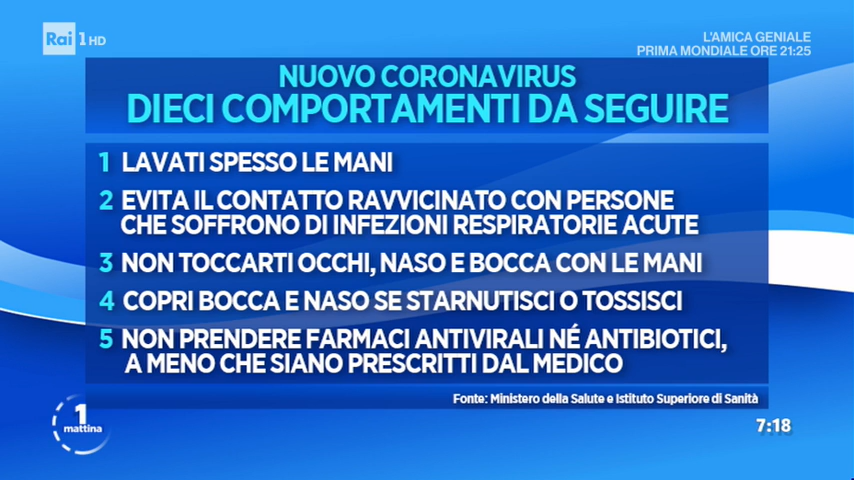 Rai 1 HD
L'AMICA GENIALE
PRIMA MONDIALE ORE 21:25
NUOVO CORONAVIRUS
DIECI COMPORTAMENTI DA SEGUIRE
1 LAVATI SPESSO LE MANI
2 EVITA IL CONTATTO RAVVICINATO CON PERSONE
CHE SOFFRONO DI INFEZIONI RESPIRATORIE ACUTE
3 NON TOCCARTI OCCHI, NASO E BOCCA CON LE MANI
4 COPRI BOCCA E NASO SE STARNUTISCI O TOSSISCI
5 NON PRENDERE FARMACI ANTIVIRALI NÉ ANTIBIOTICI,
A MENO CHE SIANO PRESCRITTI DAL MEDICO
Fonte: Ministero della Salute e Istituto Superiore di Sanità
1
mattina
7:18